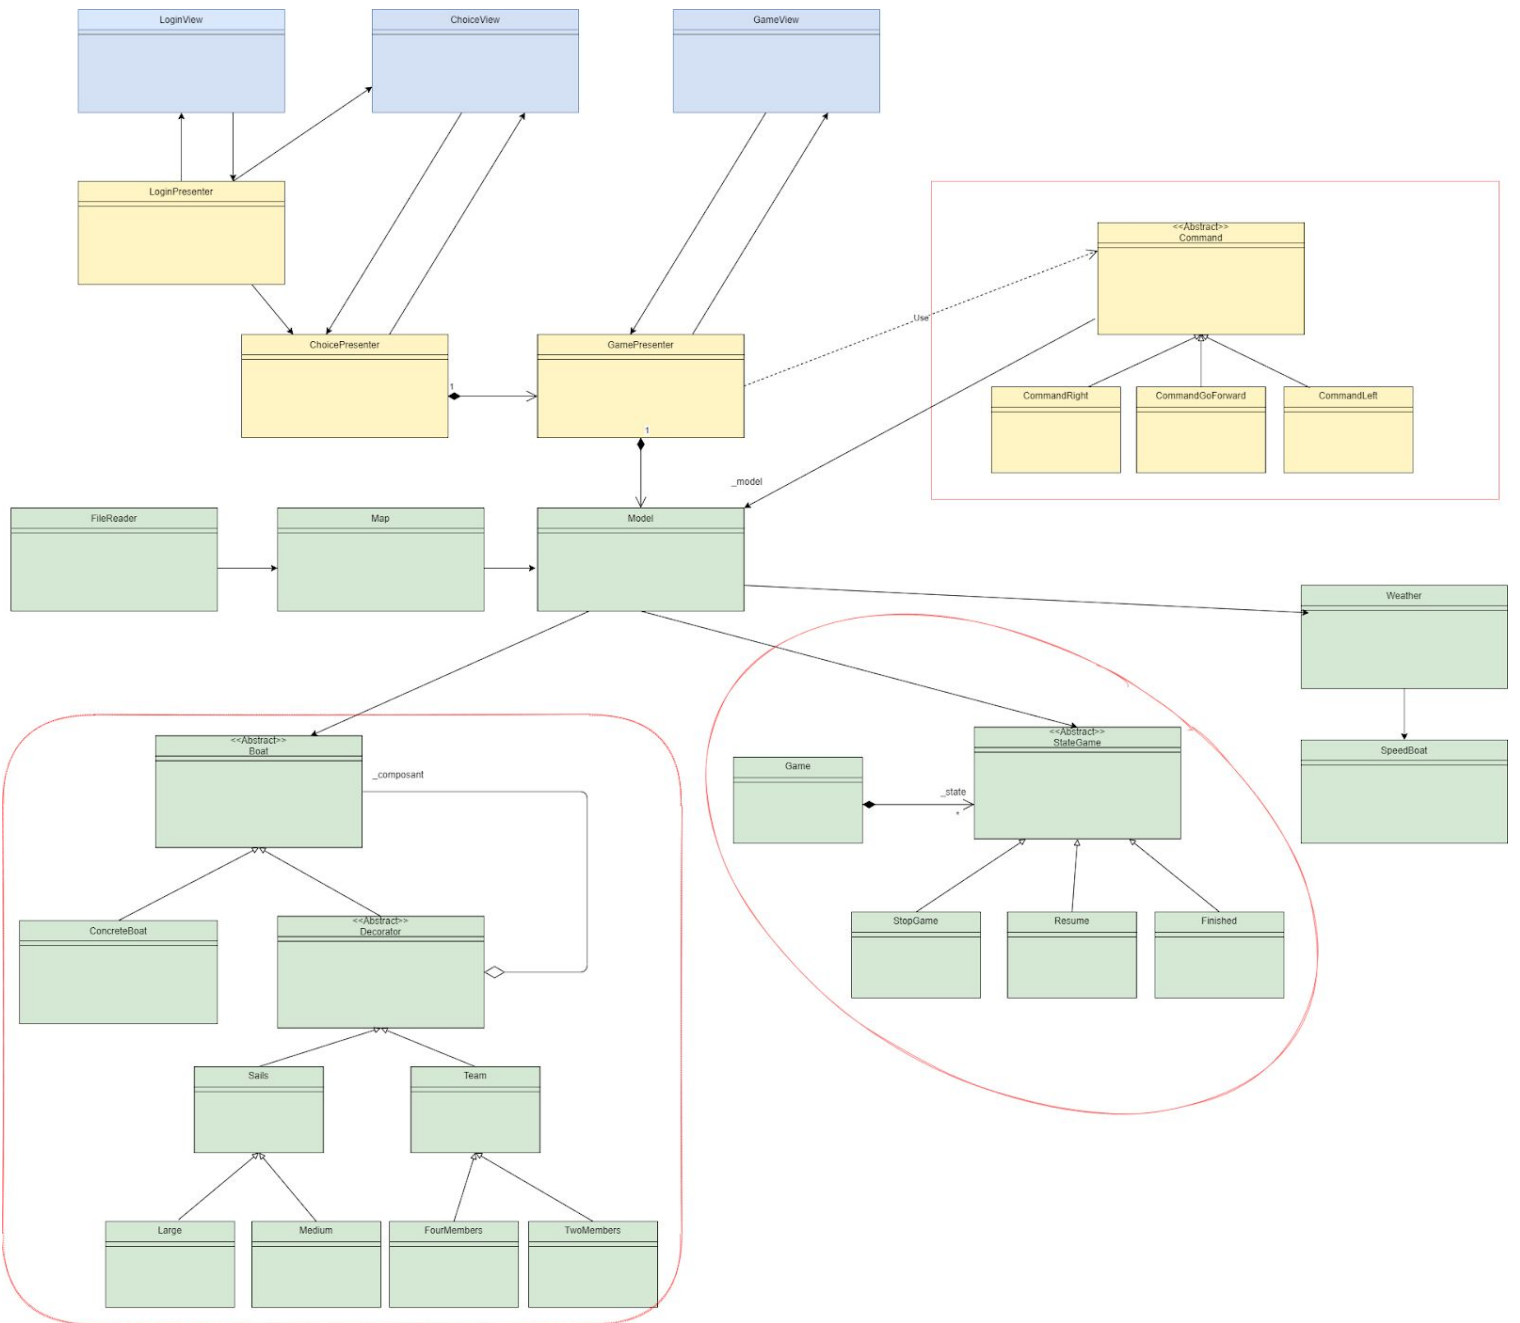 LoginView
ChoiceView
GameView
LoginPresenter
<<Abstract>>
Command
Use
ChoicePresenter
GamePresenter
1
1
CommandRight
CommandGoForward
CommandLeft
_model
FileReader
Map
Model
Weather
<<Abstract>>
Boat
_composant
<<Abstract>>
StateGame
Game
_state
*
SpeedBoat
ConcreteBoat
<<Abstract>>
Decorator
StopGame
Resume
Finished
Sails
Team
Large
Medium
FourMembers
TwoMembers